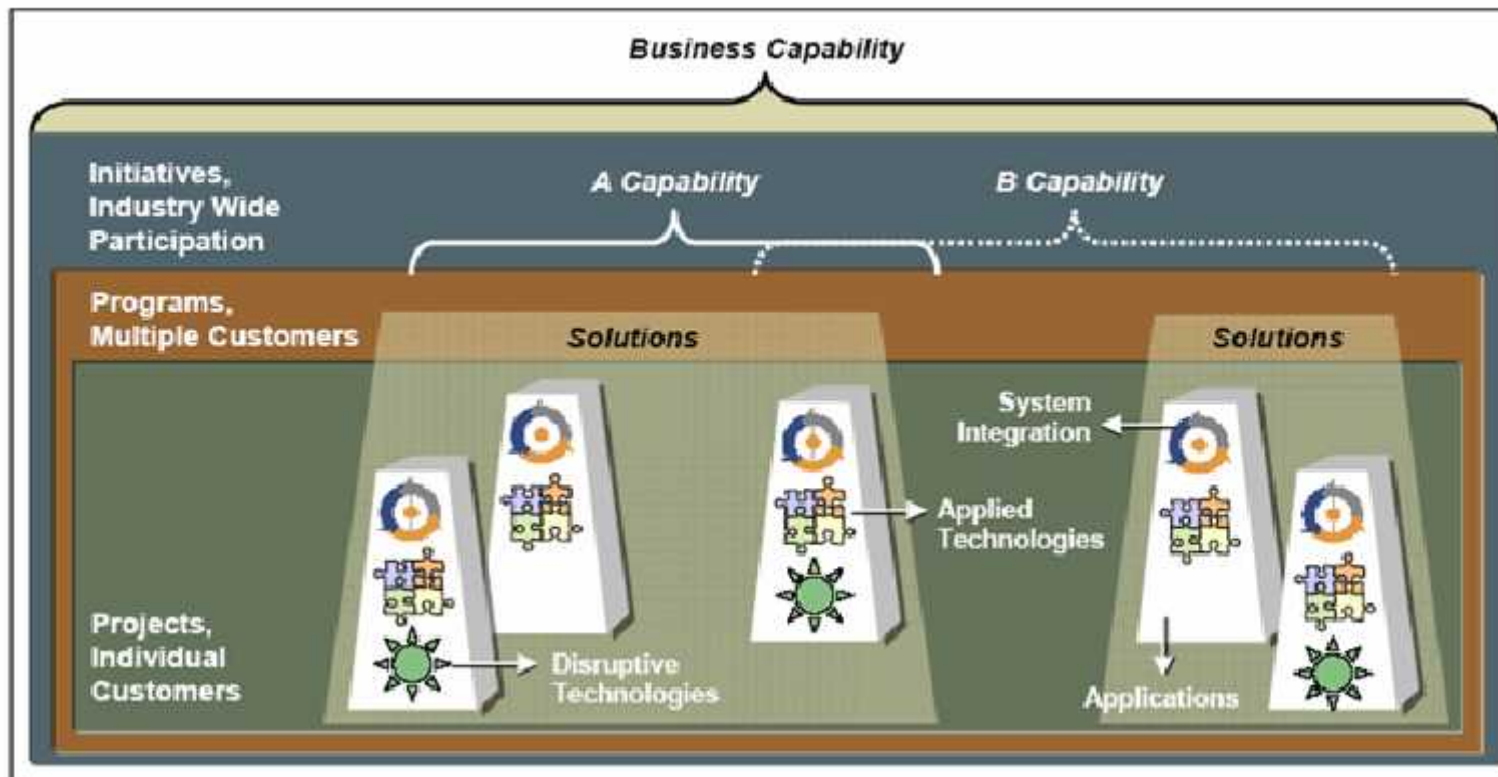 Business Capability
Initiatives,
Industry Wide
Participation
A Capability
B Capability
Programs,
Multiple Customers
Solutions
Solutions
System
Integration
Applied
Technologies
Projects,
Individual
Customers
Disruptive
Technologies
Applications